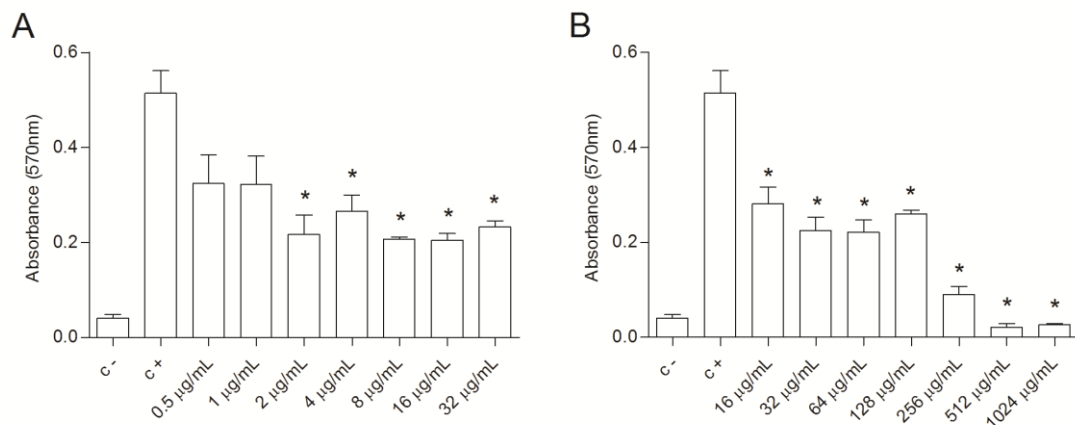 A
Absorbance (570nm)
0.6
0.4
0.2
0.0
* * * * *
c -
c +
0.5 μg/mL
1 μg/mL
2 μg/mL
4 μg/mL
8 μg/mL
16 μg/mL
32 μg/mL
B
Absorbance (570nm)
0.6
0.4
0.2
0.0
* * * * * * *
c -
c +
16 μg/mL
32 μg/mL
64 μg/mL
128 μg/mL
256 μg/mL
512 μg/mL
1024 μg/mL